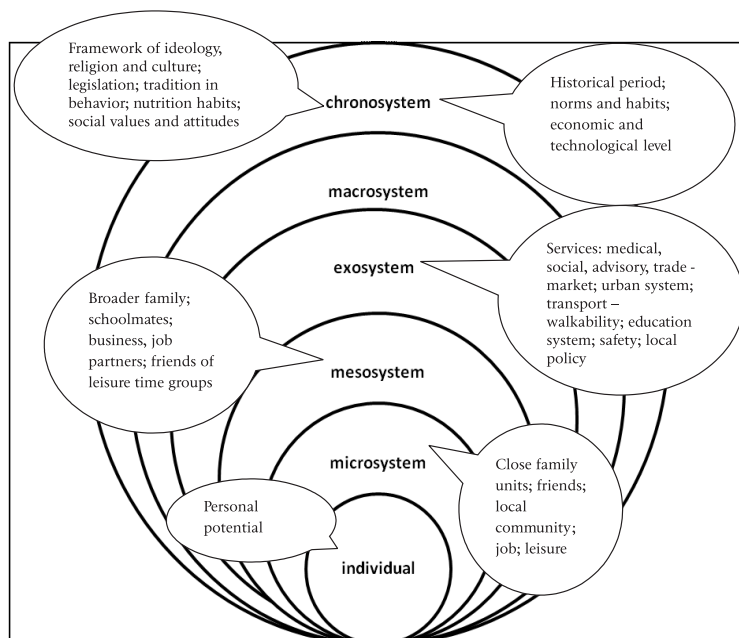 Framework of ideology,
religion and culture;
legislation; tradition in
behavior; nutrition habits;
social values and attitudes
chronosystem
Historical period;
norms and habits;
economic and
technological level
macrosystem
exosystem
Services: medical,
social, advisory, trade -
market; urban system;
transport –
walkability; education
system; safety; local
policy
Broader family;
schoolmates;
business, job
partners; friends of
leisure time groups
mesosystem
microsystem
Close family
units; friends;
local
community;
job; leisure
Personal
potential
individual